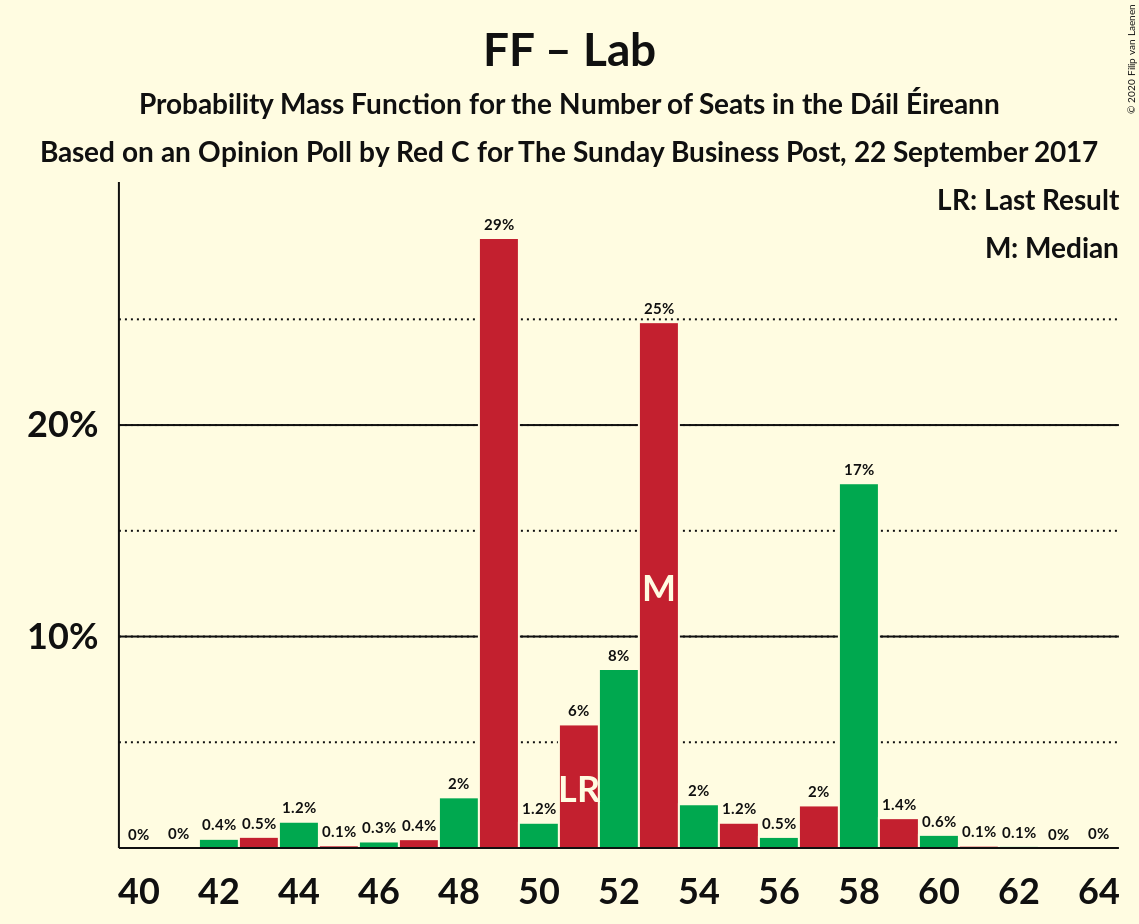 FF – Lab
Probability Mass Function for the Number of Seats in the Dáil Éireann
Based on an Opinion Poll by Red C for The Sunday Business Post, 22 September 2017
© 2020 Filip van Laenen
LR: Last Result
M: Median
20%
10%
0% 0% 0.4% 0.5% 1.2% 0.1% 0.3% 0.4% 2% 29% 1.2% 6% 8% 25% 2% 1.2% 0.5% 2% 17% 1.4% 0.6% 0.1% 0.1% 0% 0%
M
LR
40 42 44 46 48 50 52 54 56 58 60 62 64